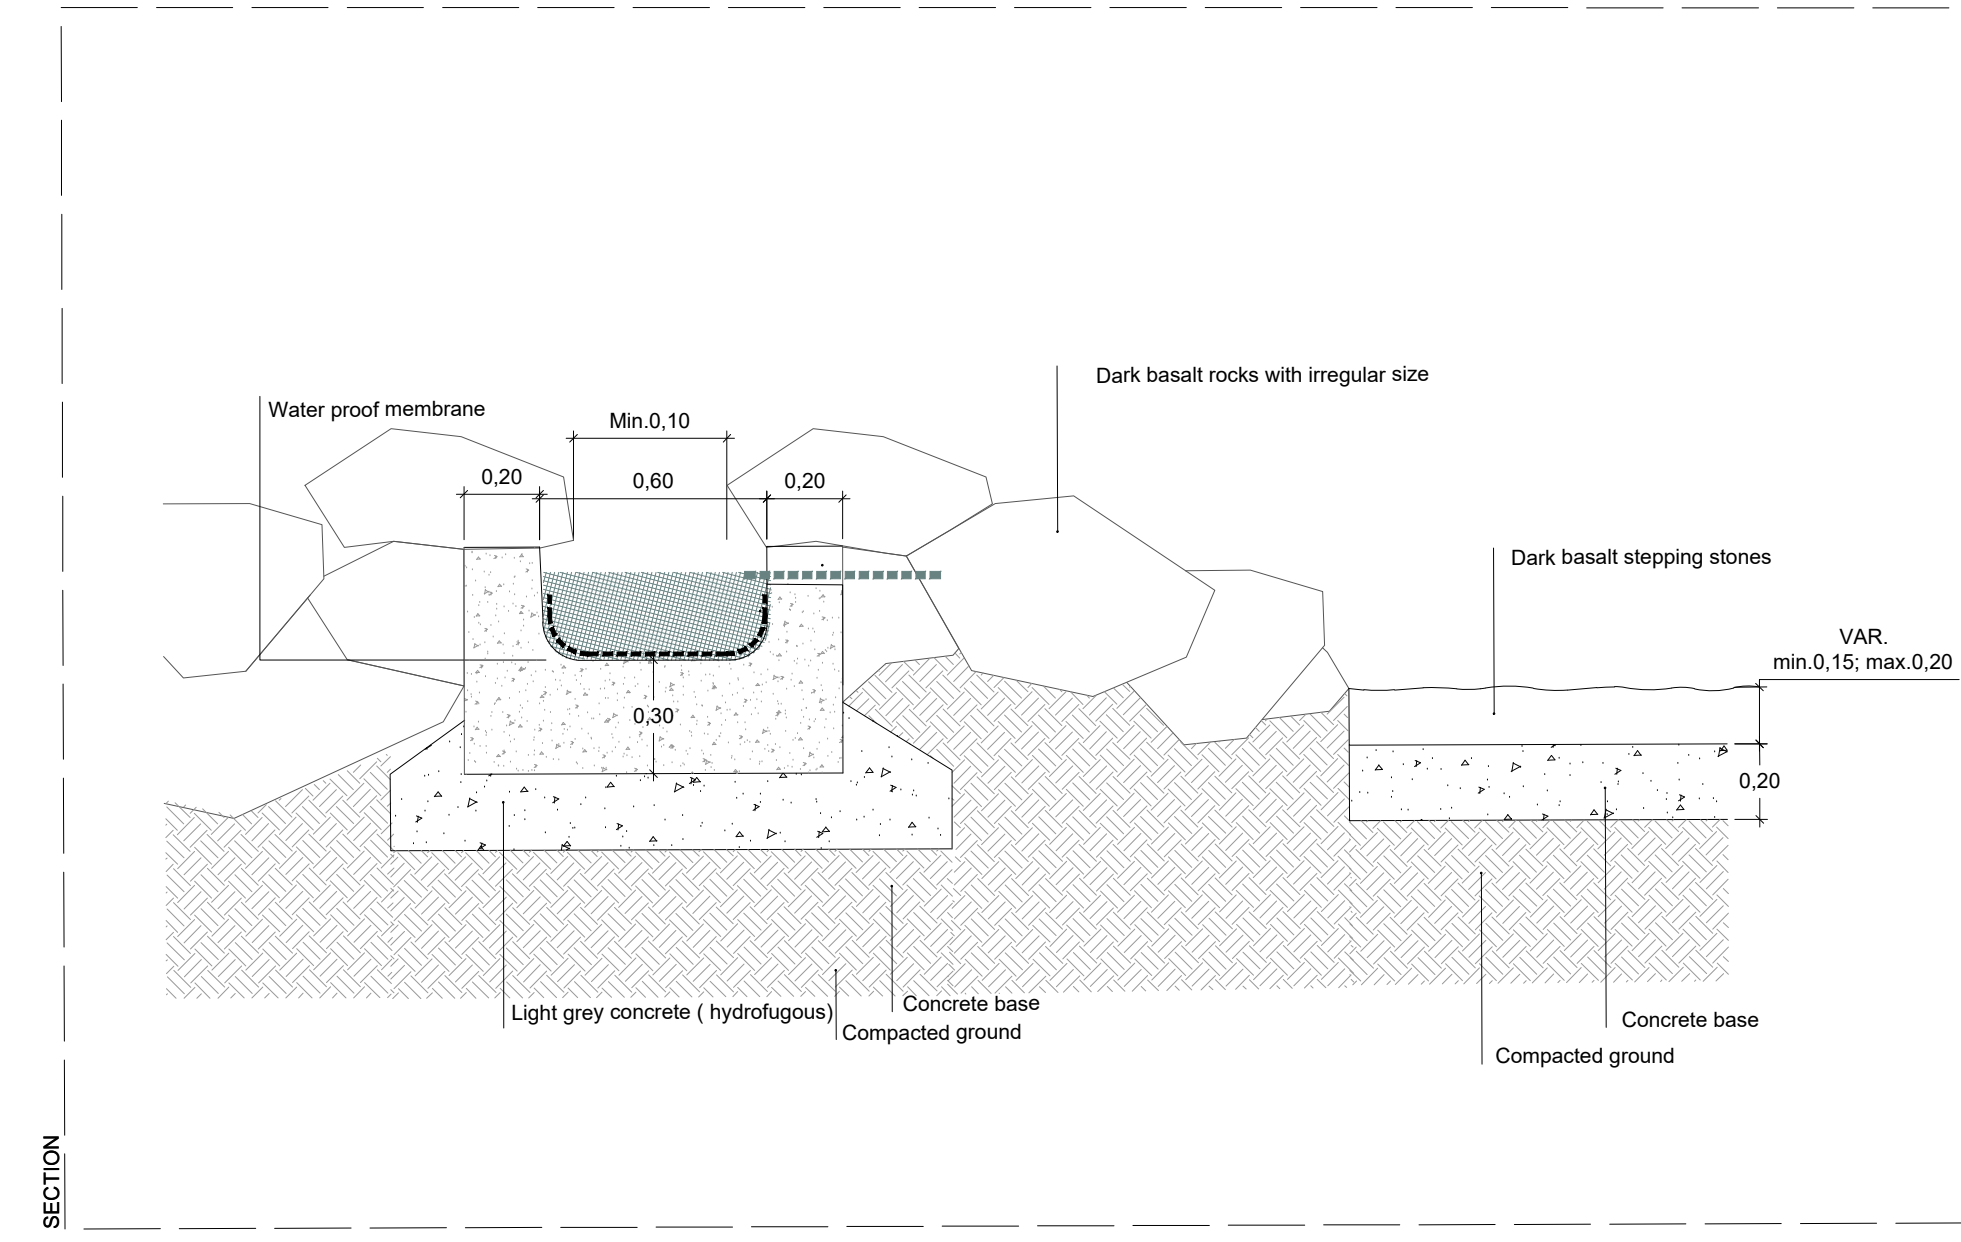 Dark basalt rocks with irregular size
Water proof membrane
Min.0,10
0,20
0,60
0,20
Dark basalt stepping stones
VAR.
min.0,15; max.0,20
0,30
0,20
Light grey concrete ( hydrofugous)
Concrete base
Compacted ground
Concrete base
Compacted ground
SECTION